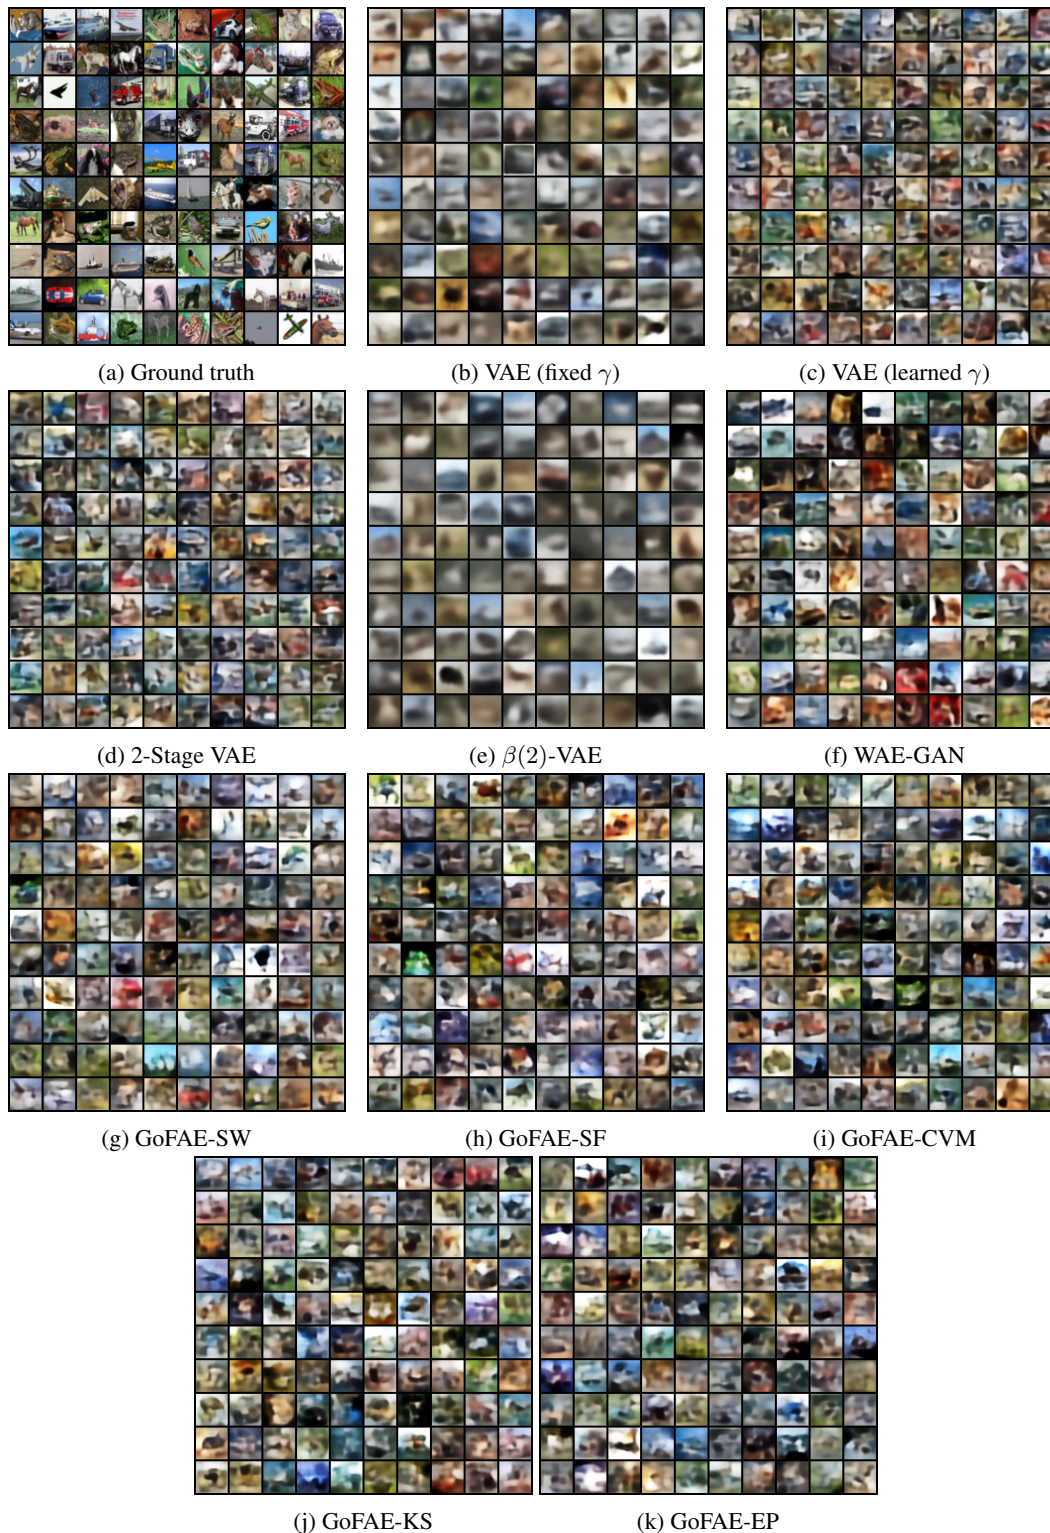 (a) Ground truth
(b) VAE (fixed γ)
(c) VAE (learned γ)
(d) 2-Stage VAE
(e) β(2)-VAE
(f) WAE-GAN
(g) GoFAE-SW
(h) GoFAE-SF
(i) GoFAE-CVM
(j) GoFAE-KS
(k) GoFAE-EP